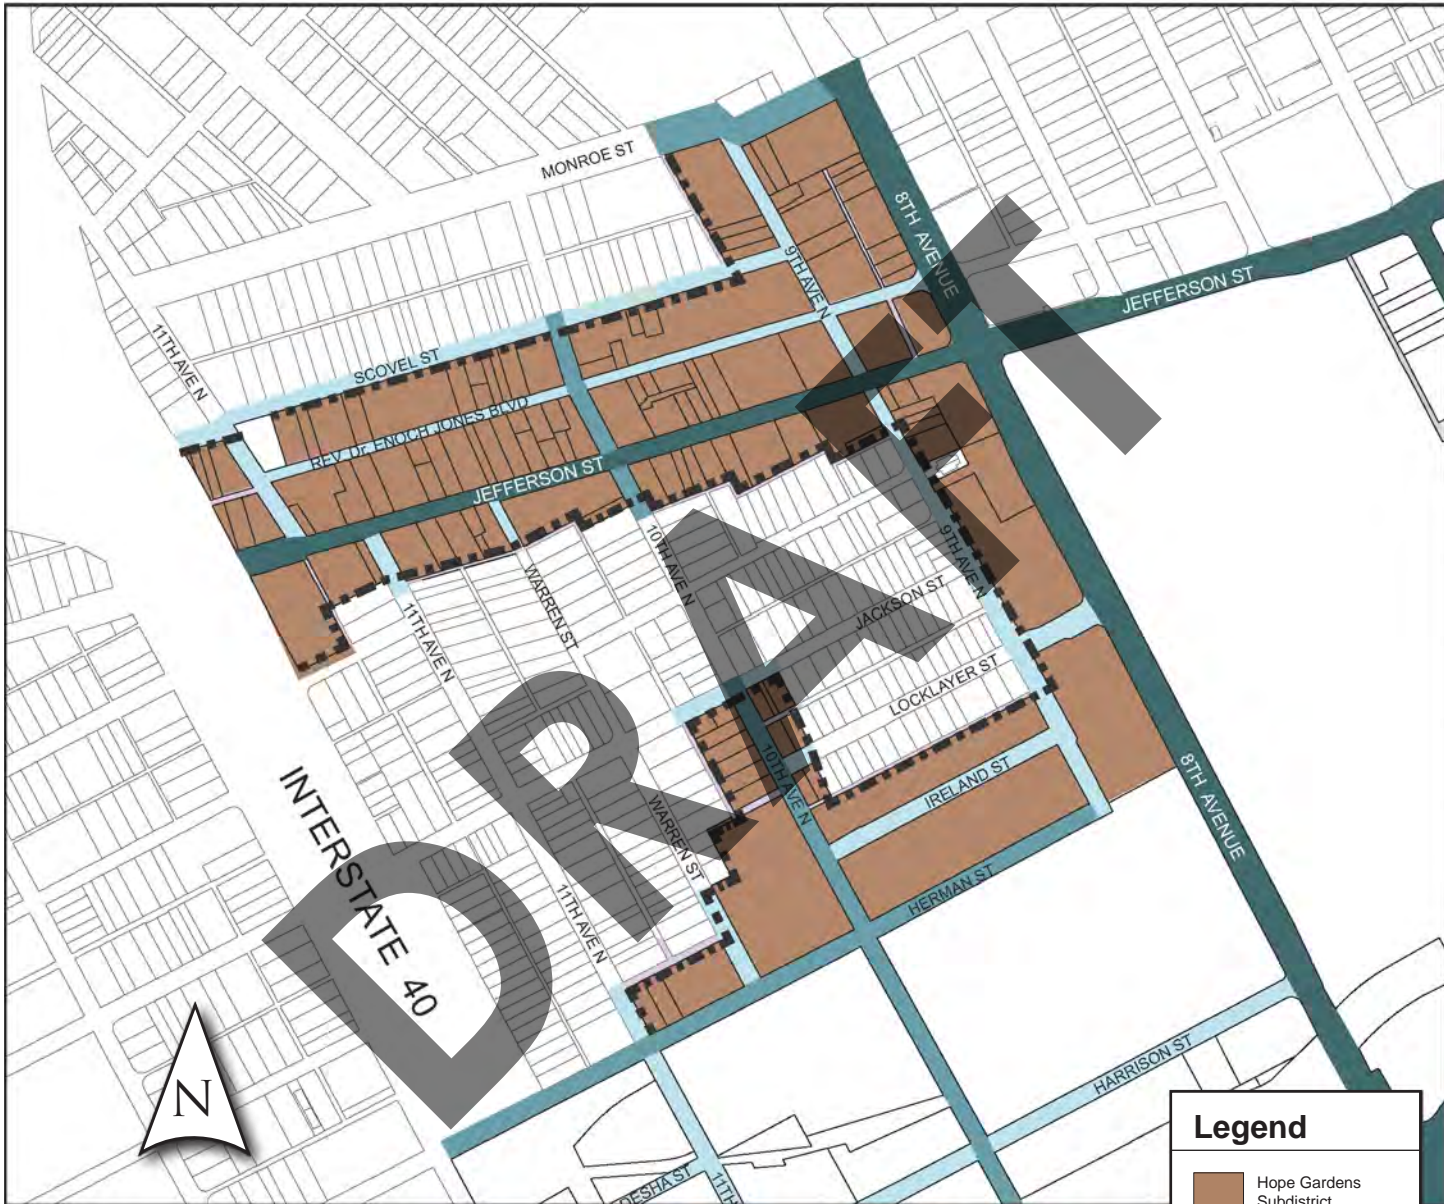 MONROE ST
8TH AVENUE
9TH AVE N
JEFFERSON ST
11TH AVE N
SCOVEL ST
REV. Dr. ENOCH JONES BLVD
JEFFERSON ST
10TH AVE N
9TH AVE N
WARREN ST
JACKSON ST
11TH AVE N
LOCKLAYER ST
10TH AVE N
IRELAND ST
8TH AVENUE
WARREN ST
INTERSTATE 40
HERMAN ST
11TH AVE N
DRAFT
N
HARRISON ST
DESHA ST
11TH
Legend
Hope Gardens
Subdistrict